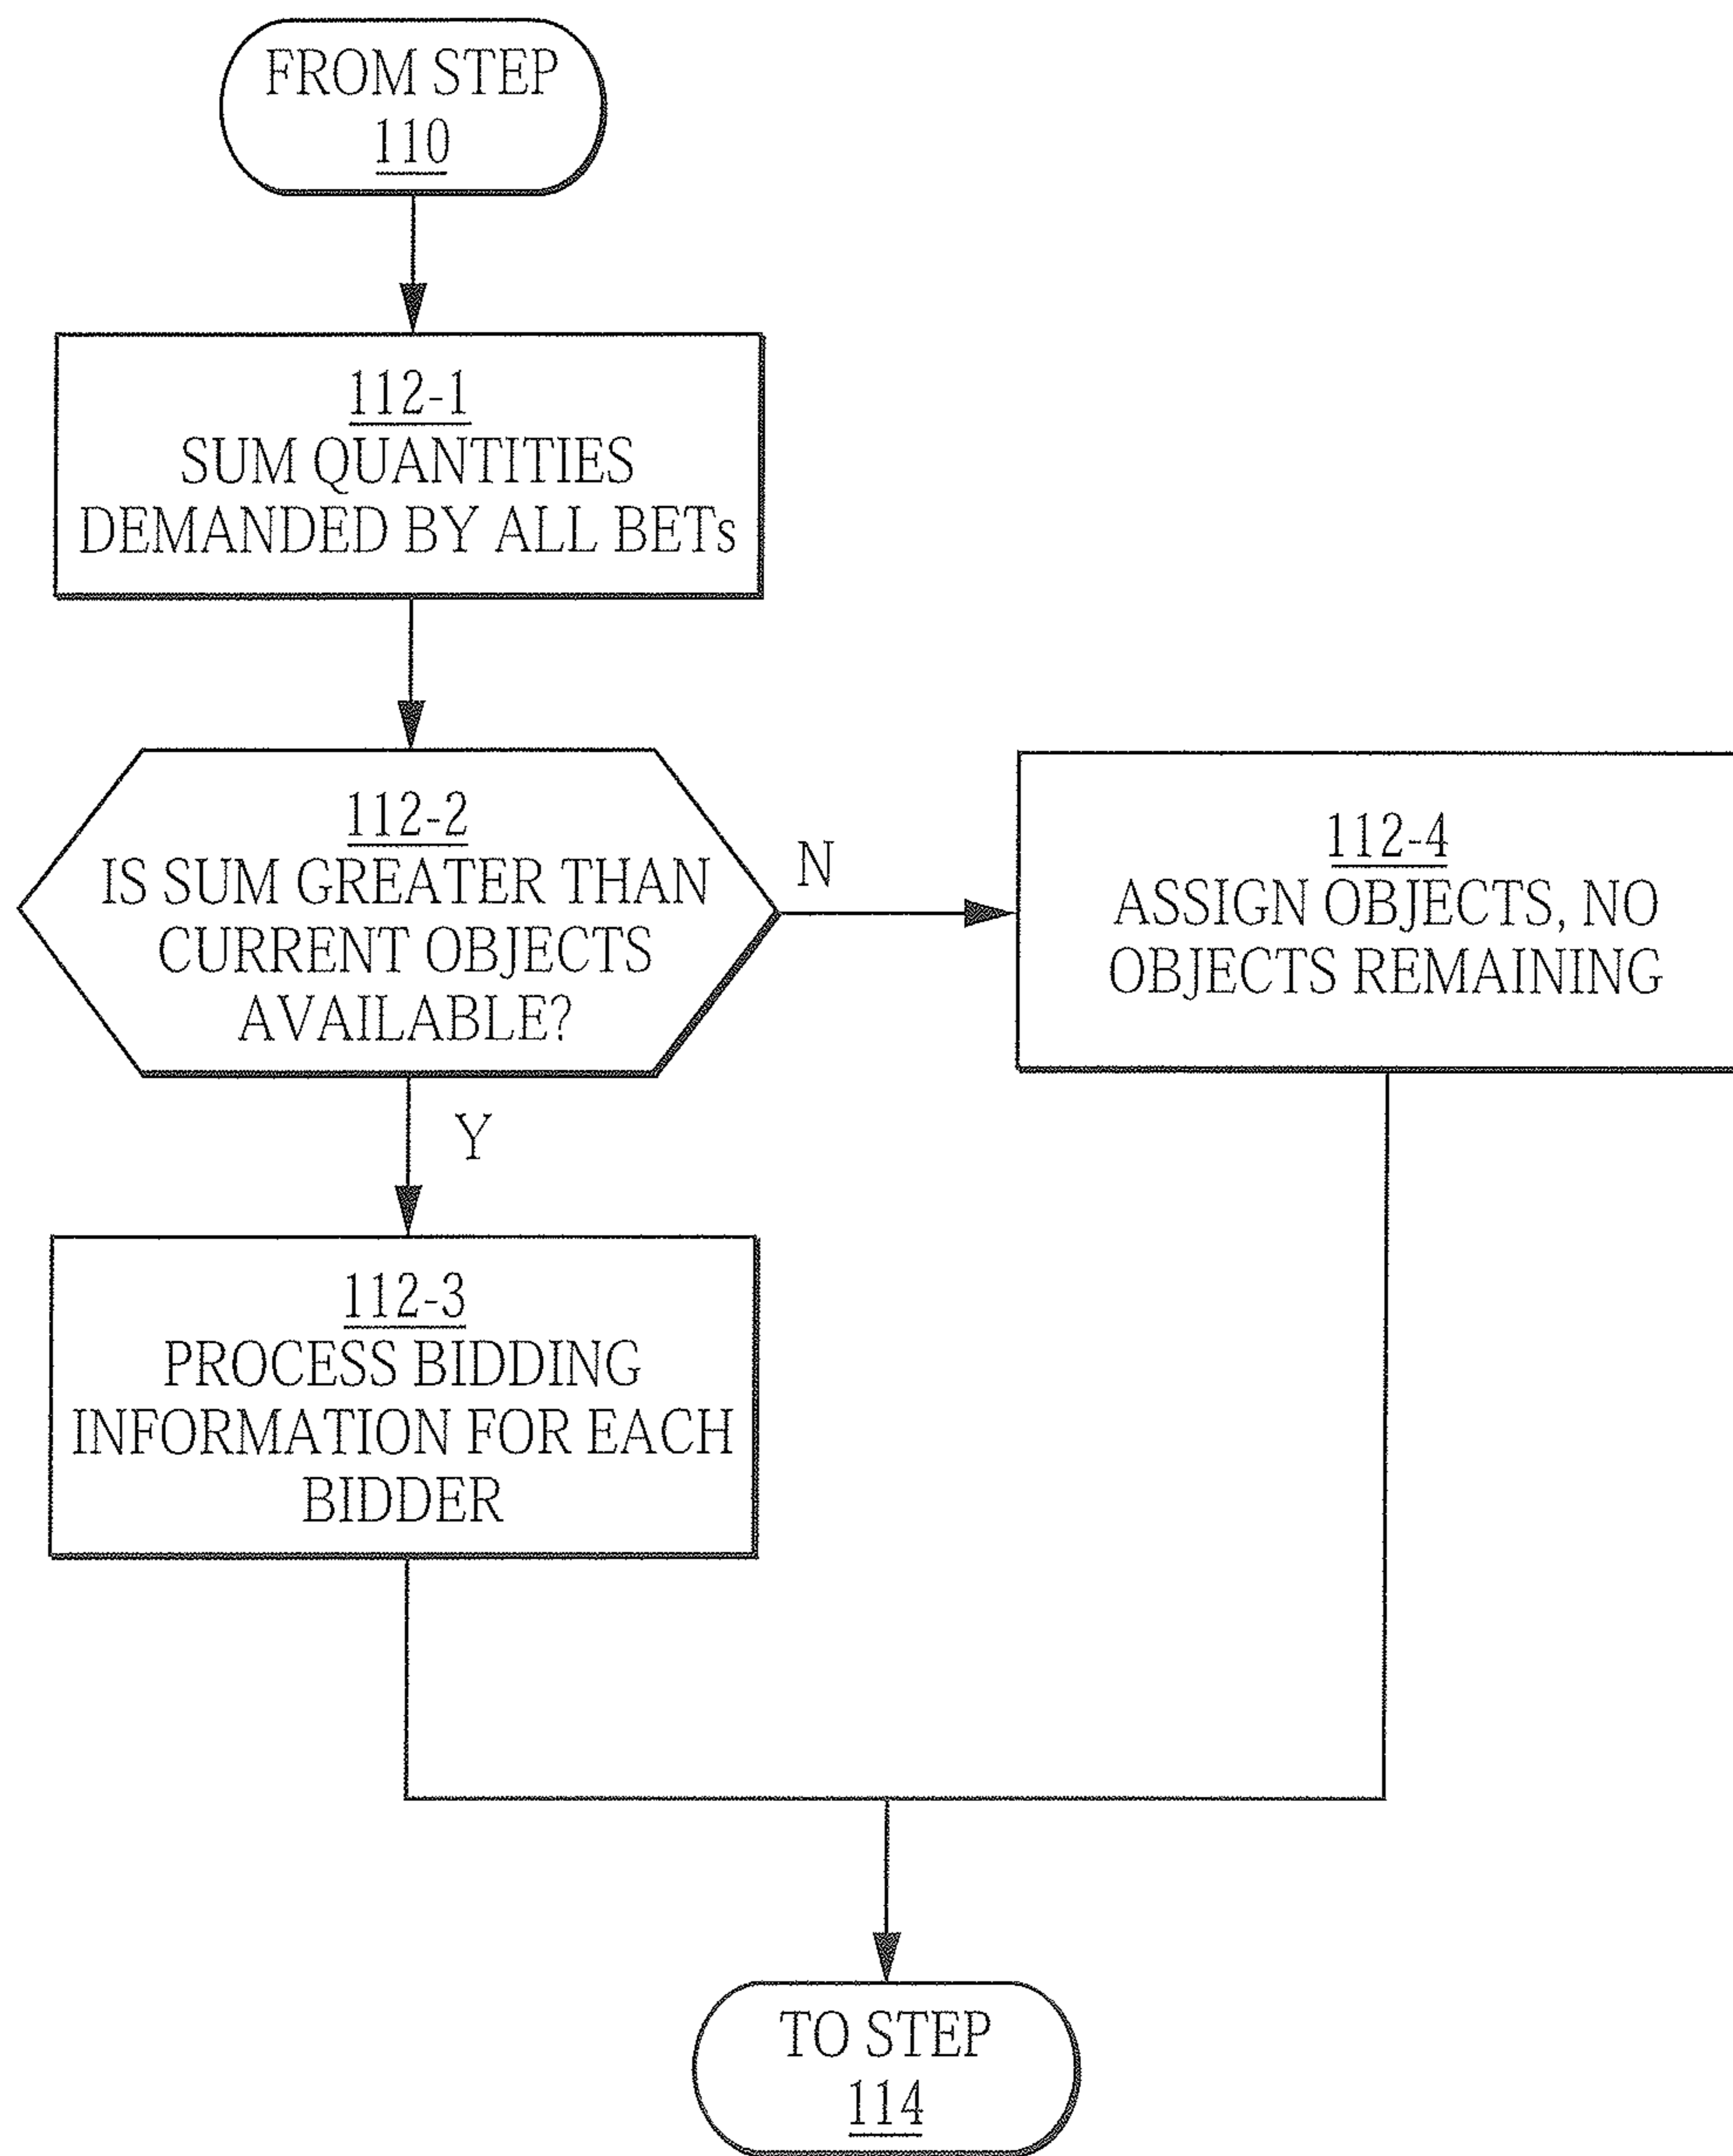 FROM STEP
110
112-1
SUM QUANTITIES
DEMANDED BY ALL BETs
112-2
IS SUM GREATER THAN
CURRENT OBJECTS
AVAILABLE?
N
112-4
ASSIGN OBJECTS, NO
OBJECTS REMAINING
Y
112-3
PROCESS BIDDING
INFORMATION FOR EACH
BIDDER
TO STEP
114